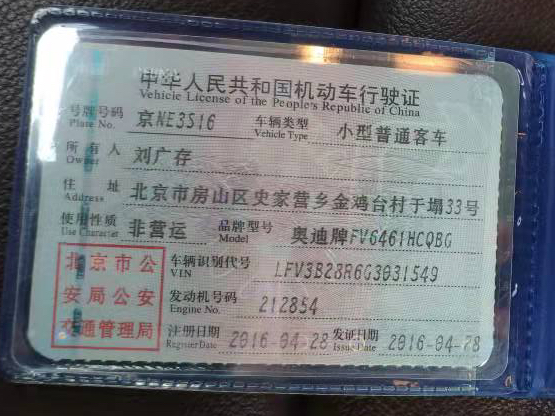 中华人民共和国机动车行驶证
Vehicle License of the People's Republic of China
号牌号码 京NE3516 车辆类型 小型普通客车
Plate No. Vehicle Type
所有人 刘广存
Owner
住址 北京市房山区史家营乡金鸡台村于塌33号
Address
使用性质 非营运 品牌型号 奥迪牌FV6461HCQBG
Use Character Model
北京市公
安局公安
交通管理局
车辆识别代号 LFV3B28R6G3031549
VIN
发动机号码 212854
Engine No.
注册日期 2016-04-28 发证日期 2016-04-28
Register Date Issue Date